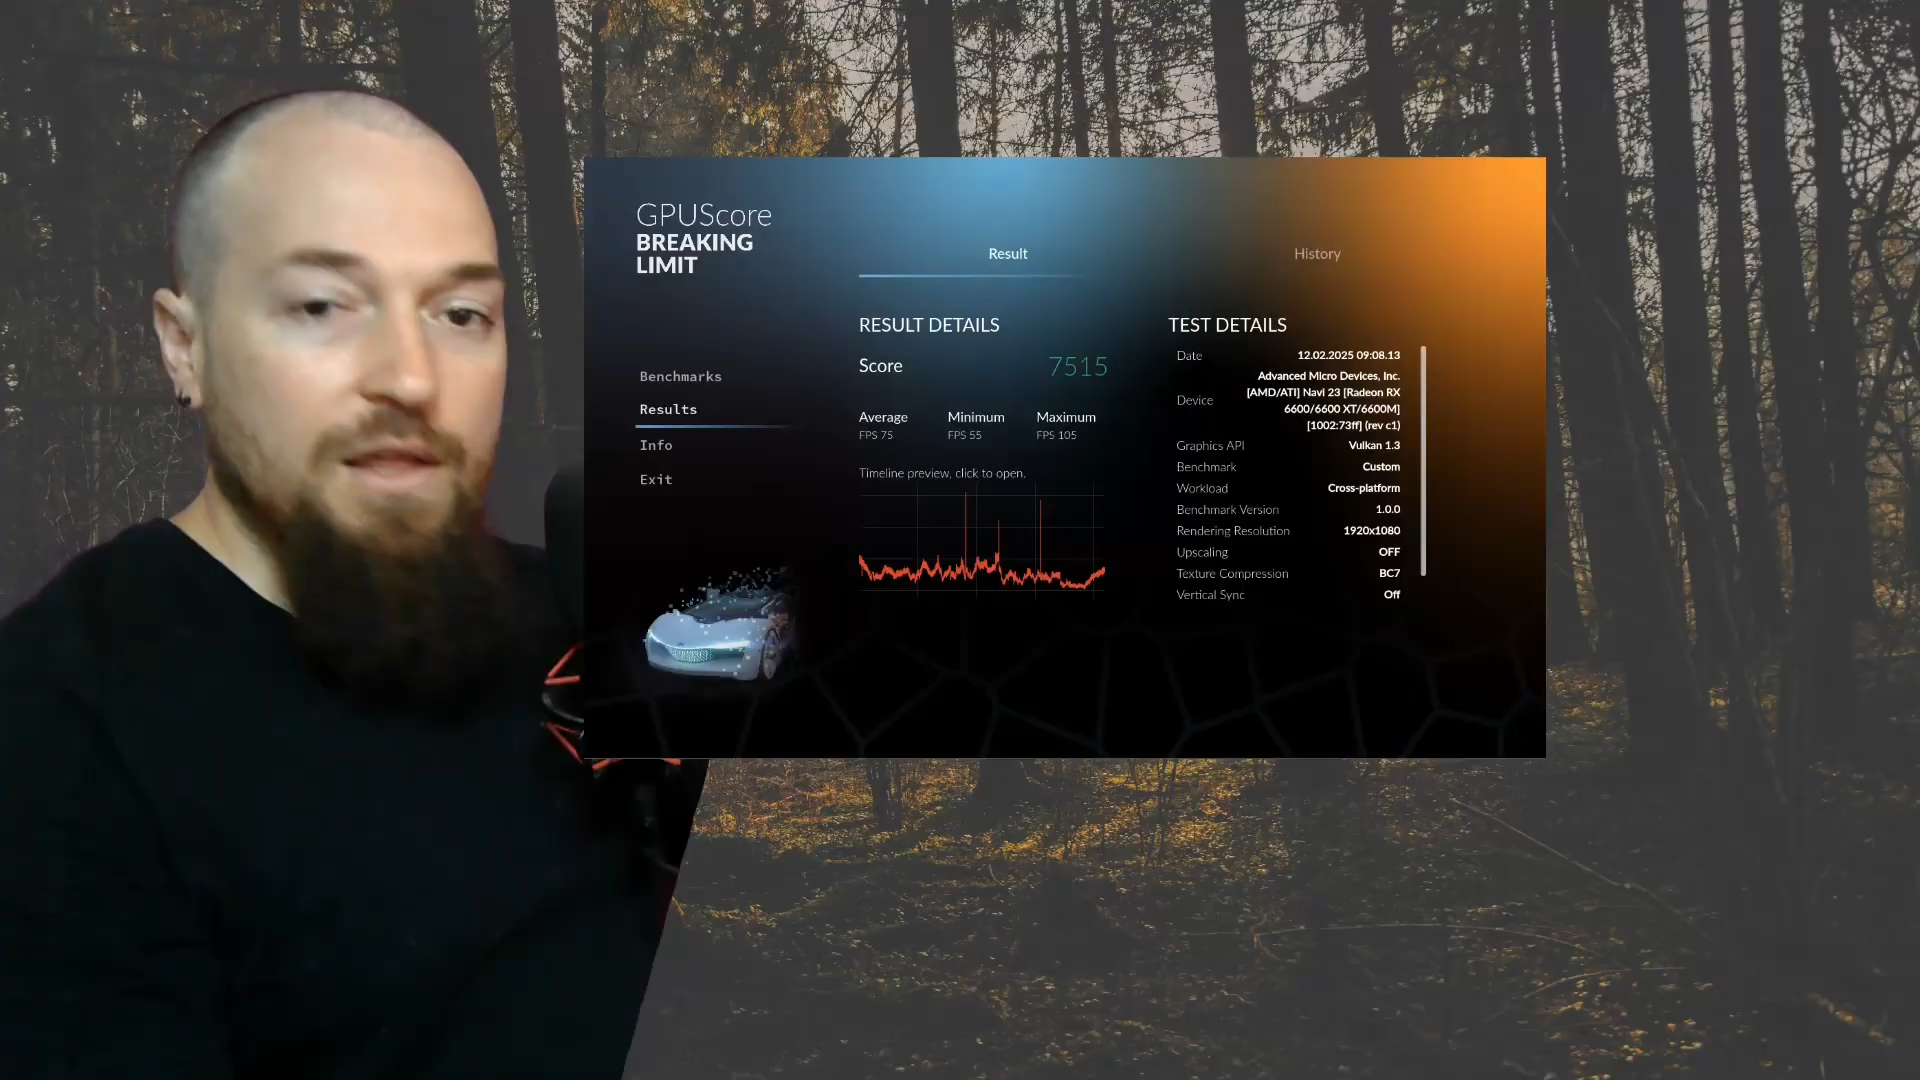 GPUScore
BREAKING
LIMIT
Result
History
Benchmarks
Results
Info
Exit
RESULT DETAILS
Score 7515
Average Minimum Maximum
FPS 75 FPS 55 FPS 105
Timeline preview, click to open.
TEST DETAILS
Date 12.02.2025 09:08.13
Device Advanced Micro Devices, Inc.
[AMD/ATI] Navi 23 [Radeon RX
6600/6600 XT/6600M]
[1002:73ff] (rev c1)
Graphics API Vulkan 1.3
Benchmark Custom
Workload Cross-platform
Benchmark Version 1.0.0
Rendering Resolution 1920x1080
Upscaling OFF
Texture Compression BC7
Vertical Sync Off